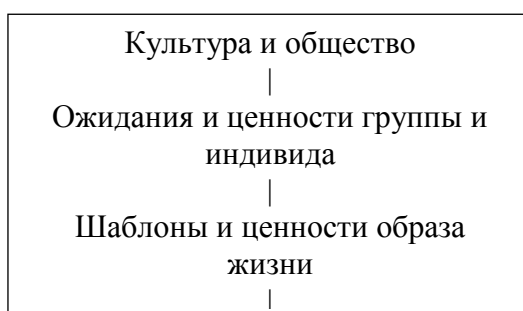 Культура и общество
|
Ожидания и ценности группы и
индивида
|
Шаблоны и ценности образа
жизни
|